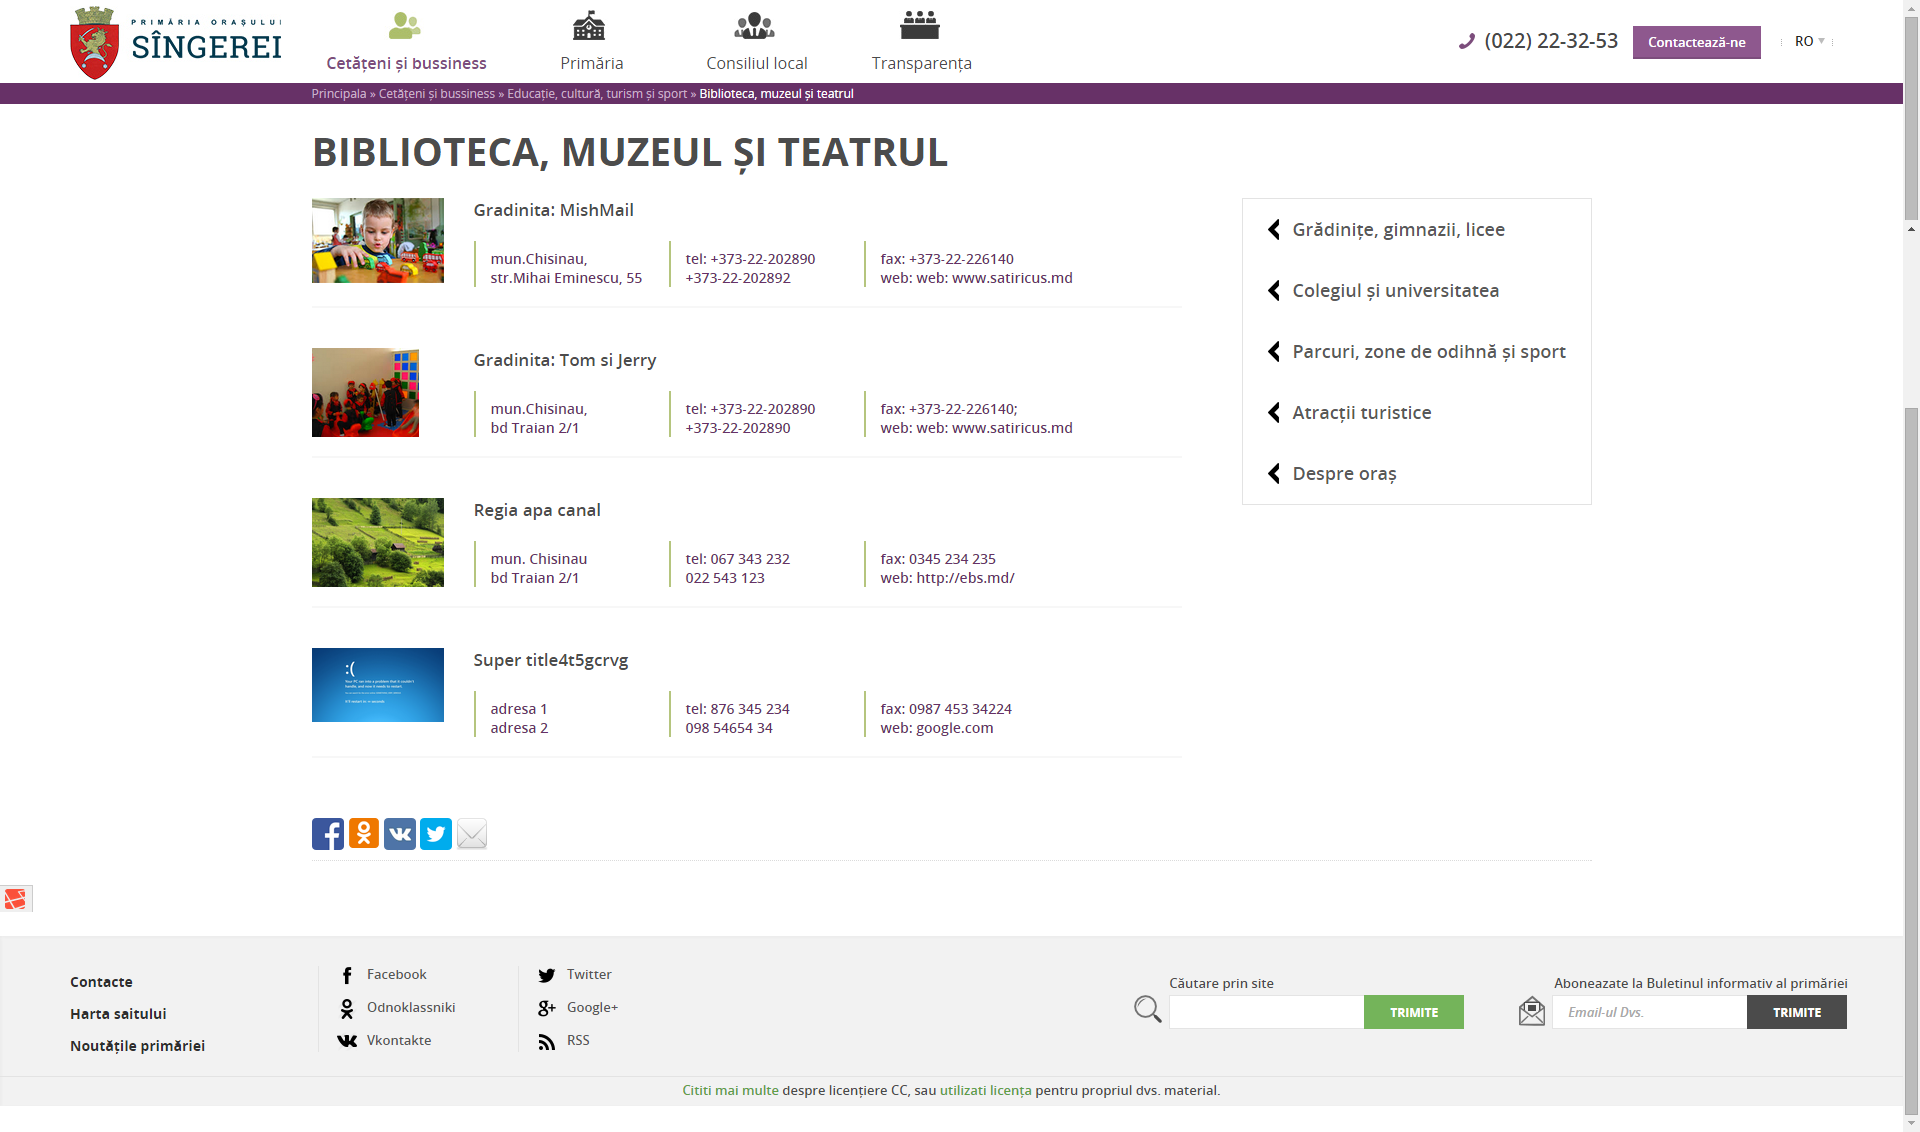 PRIMĂRIA ORAȘULUI
SÎNGEREI
Cetățeni și bussiness
Primăria
Consiliul local
Transparența
(022) 22-32-53
Contactează-ne
RO
Principala » Cetățeni și bussiness » Educație, cultură, turism și sport » Biblioteca, muzeul și teatrul
BIBLIOTECA, MUZEUL ȘI TEATRUL
Gradinita: MishMail
mun.Chisinau,
str.Mihai Eminescu, 55
tel: +373-22-202890
+373-22-202892
fax: +373-22-226140
web: web: www.satiricus.md
Gradinita: Tom si Jerry
mun.Chisinau,
bd Traian 2/1
tel: +373-22-202890
+373-22-202890
fax: +373-22-226140;
web: web: www.satiricus.md
Regia apa canal
mun. Chisinau
bd Traian 2/1
tel: 067 343 232
022 543 123
fax: 0345 234 235
web: http://ebs.md/
:(
Super title4t5gcrvg
adresa 1
adresa 2
tel: 876 345 234
098 54654 34
fax: 0987 453 34224
web: google.com
Grădinițe, gimnazii, licee
Colegiul și universitatea
Parcuri, zone de odihnă și sport
Atracții turistice
Despre oraș
Contacte
Harta saitului
Noutățile primăriei
Facebook
Odnoklassniki
Vkontakte
Twitter
Google+
RSS
Căutare prin site
TRIMITE
Aboneazate la Buletinul informativ al primăriei
Email-ul Dvs.
TRIMITE
Cititi mai multe despre licențiere CC, sau utilizati licența pentru propriul dvs. material.